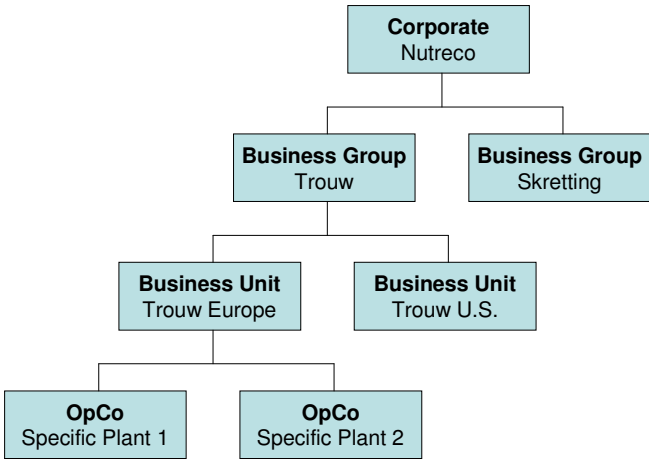 Corporate
Nutreco
Business Group
Trouw
Business Group
Skretting
Business Unit
Trouw Europe
Business Unit
Trouw U.S.
OpCo
Specific Plant 1
OpCo
Specific Plant 2